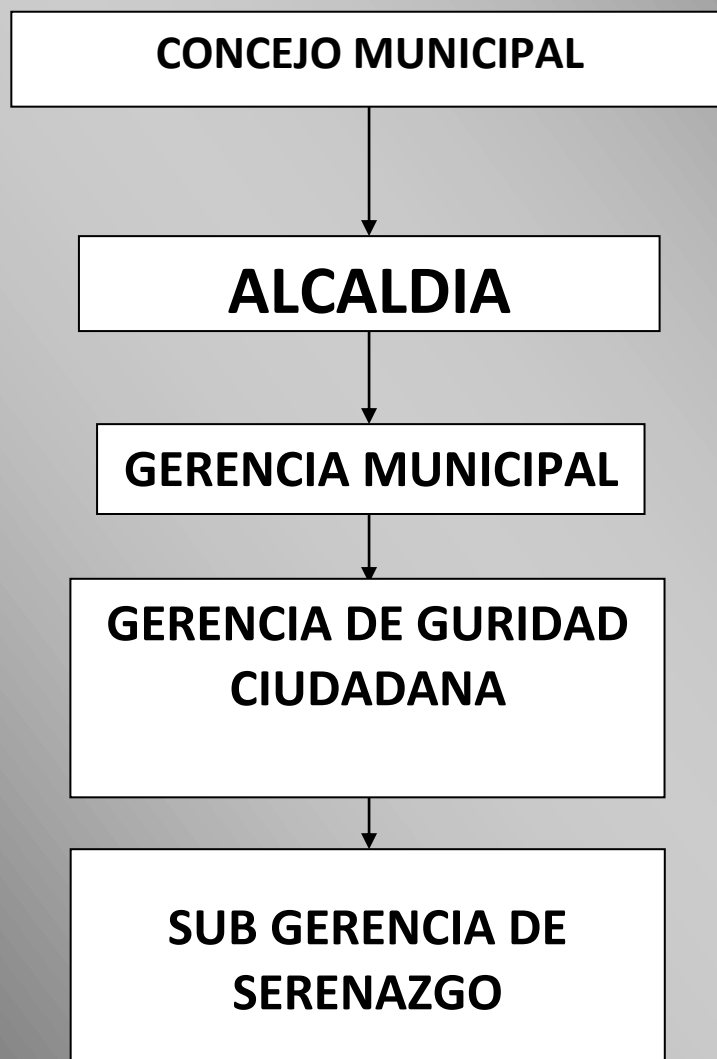 CONCEJO MUNICIPAL
ALCALDIA
GERENCIA MUNICIPAL
GERENCIA DE GURIDAD
CIUDADANA
SUB GERENCIA DE
SERENAZGO